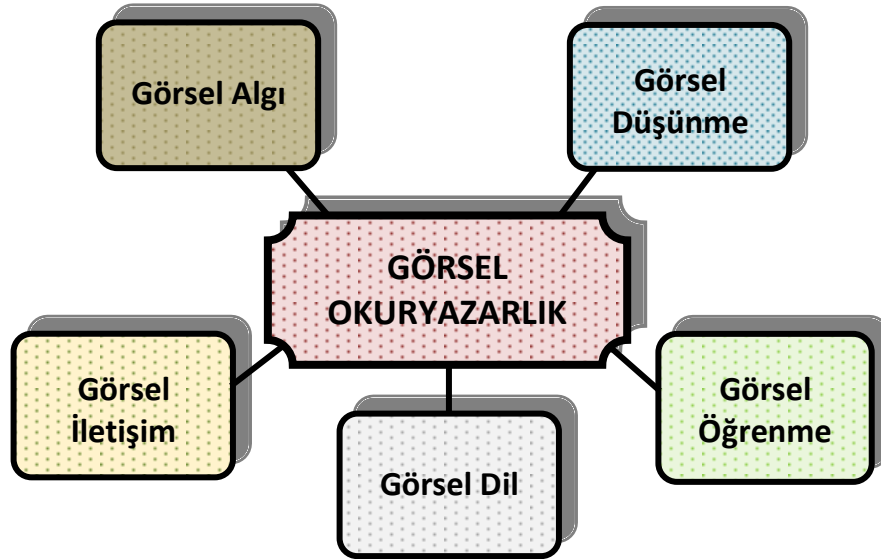 Görsel Algı
Görsel
Düşünme
GÖRSEL
OKURYAZARLIK
Görsel
İletişim
Görsel Dil
Görsel
Öğrenme